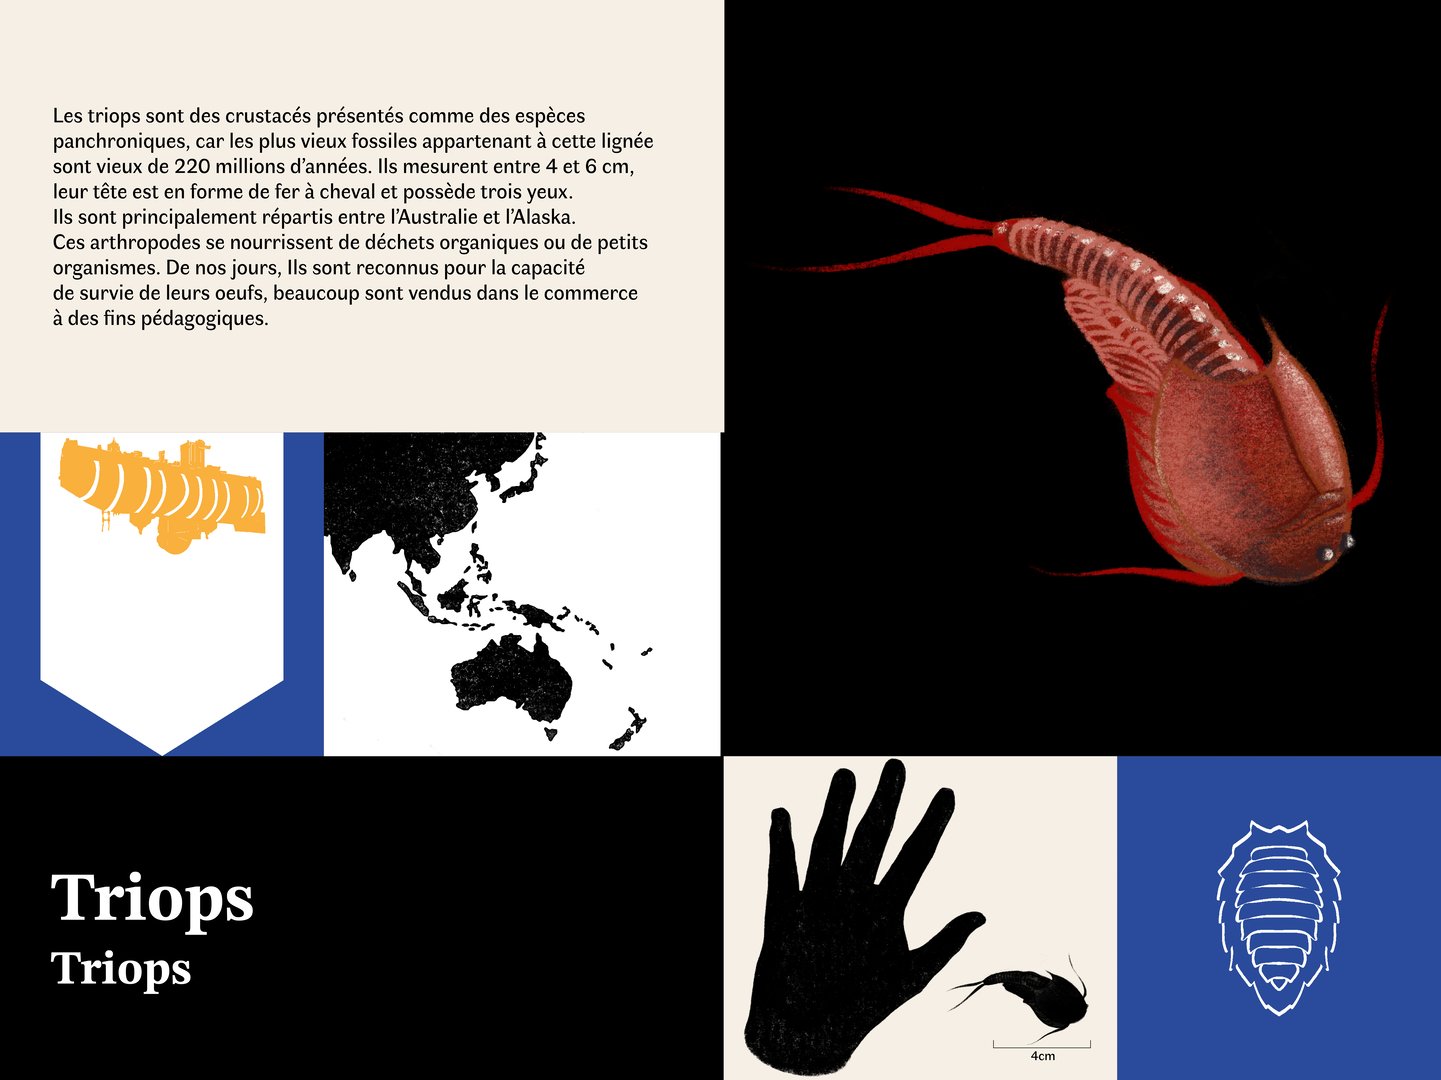 Les triops sont des crustacés présentés comme des espèces
panchroniques, car les plus vieux fossiles appartenant à cette lignée
sont vieux de 220 millions d’années. Ils mesurent entre 4 et 6 cm,
leur tête est en forme de fer à cheval et possède trois yeux.
Ils sont principalement répartis entre l’Australie et l’Alaska.
Ces arthropodes se nourrissent de déchets organiques ou de petits
organismes. De nos jours, Ils sont reconnus pour la capacité
de survie de leurs oeufs, beaucoup sont vendus dans le commerce
à des fins pédagogiques.
Triops
Triops
4cm